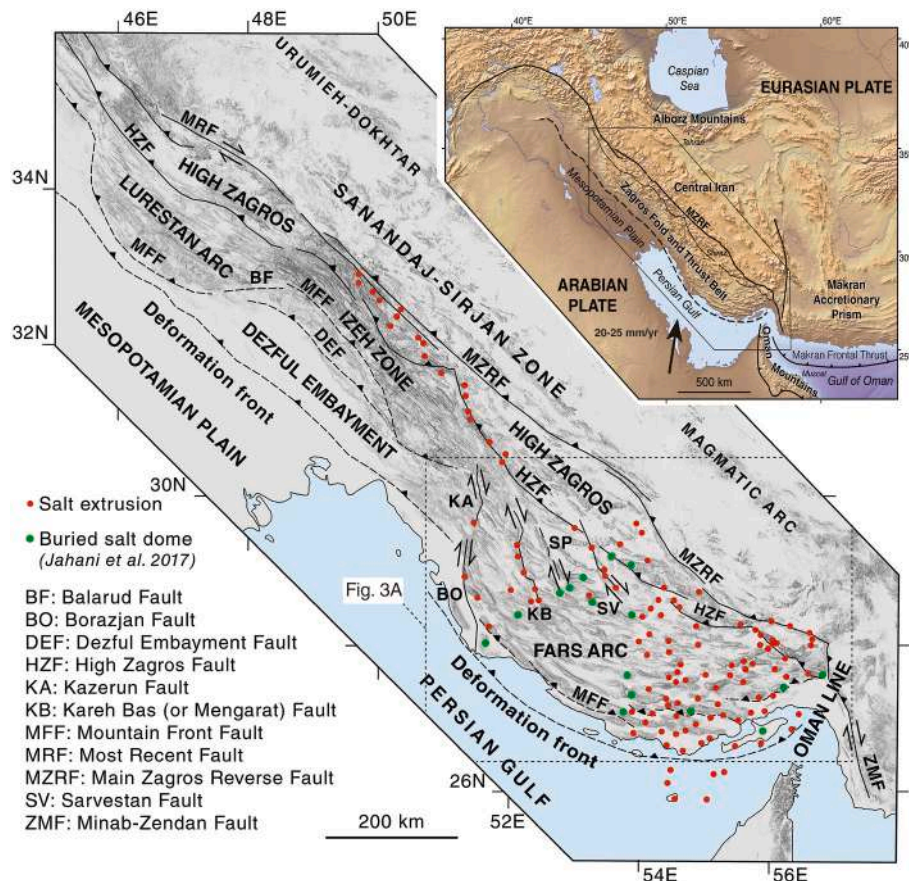 46E
48E
50E
URUMIEH-DOKHTAR
MRF
HZF
HIGH ZAGROS
34N
LURESTAN ARC
SANANDAJ-SIRJAN ZONE
MFF
BF
MFF
IZEH ZONE
32N
Deformation front
DEF
DEZFUL EMBAYMENT
MESOPOTAMIAN PLAIN
MZRF
HIGH ZAGROS
MAGMATIC ARC
30N
HZF
KA
SP
MZRF
Fig. 3A
BO
KB
SV
HZF
FARS ARC
MFF
Deformation front
OMAN LINE
PERSIAN GULF
ZMF
26N
52E
54E
56E
200 km
Salt extrusion
Buried salt dome
(Jahani et al. 2017)
BF: Balarud Fault
BO: Borazjan Fault
DEF: Dezful Embayment Fault
HZF: High Zagros Fault
KA: Kazerun Fault
KB: Kareh Bas (or Mengarat) Fault
MFF: Mountain Front Fault
MRF: Most Recent Fault
MZRF: Main Zagros Reverse Fault
SV: Sarvestan Fault
ZMF: Minab-Zendan Fault
40°E
50°E
60°E
40
35
30
25
Caspian
Sea
EURASIAN PLATE
Alborz Mountains
Tehran
Central Iran
Mesopotamian Plain
MZRF
Zagros Fold and Thrust Belt
Shiraz
ARABIAN
PLATE
Persian Gulf
Makran
Accretionary
Prism
20-25 mm/yr
Oman
Mountains
Makran Frontal Thrust
Muscat
Gulf of Oman
500 km